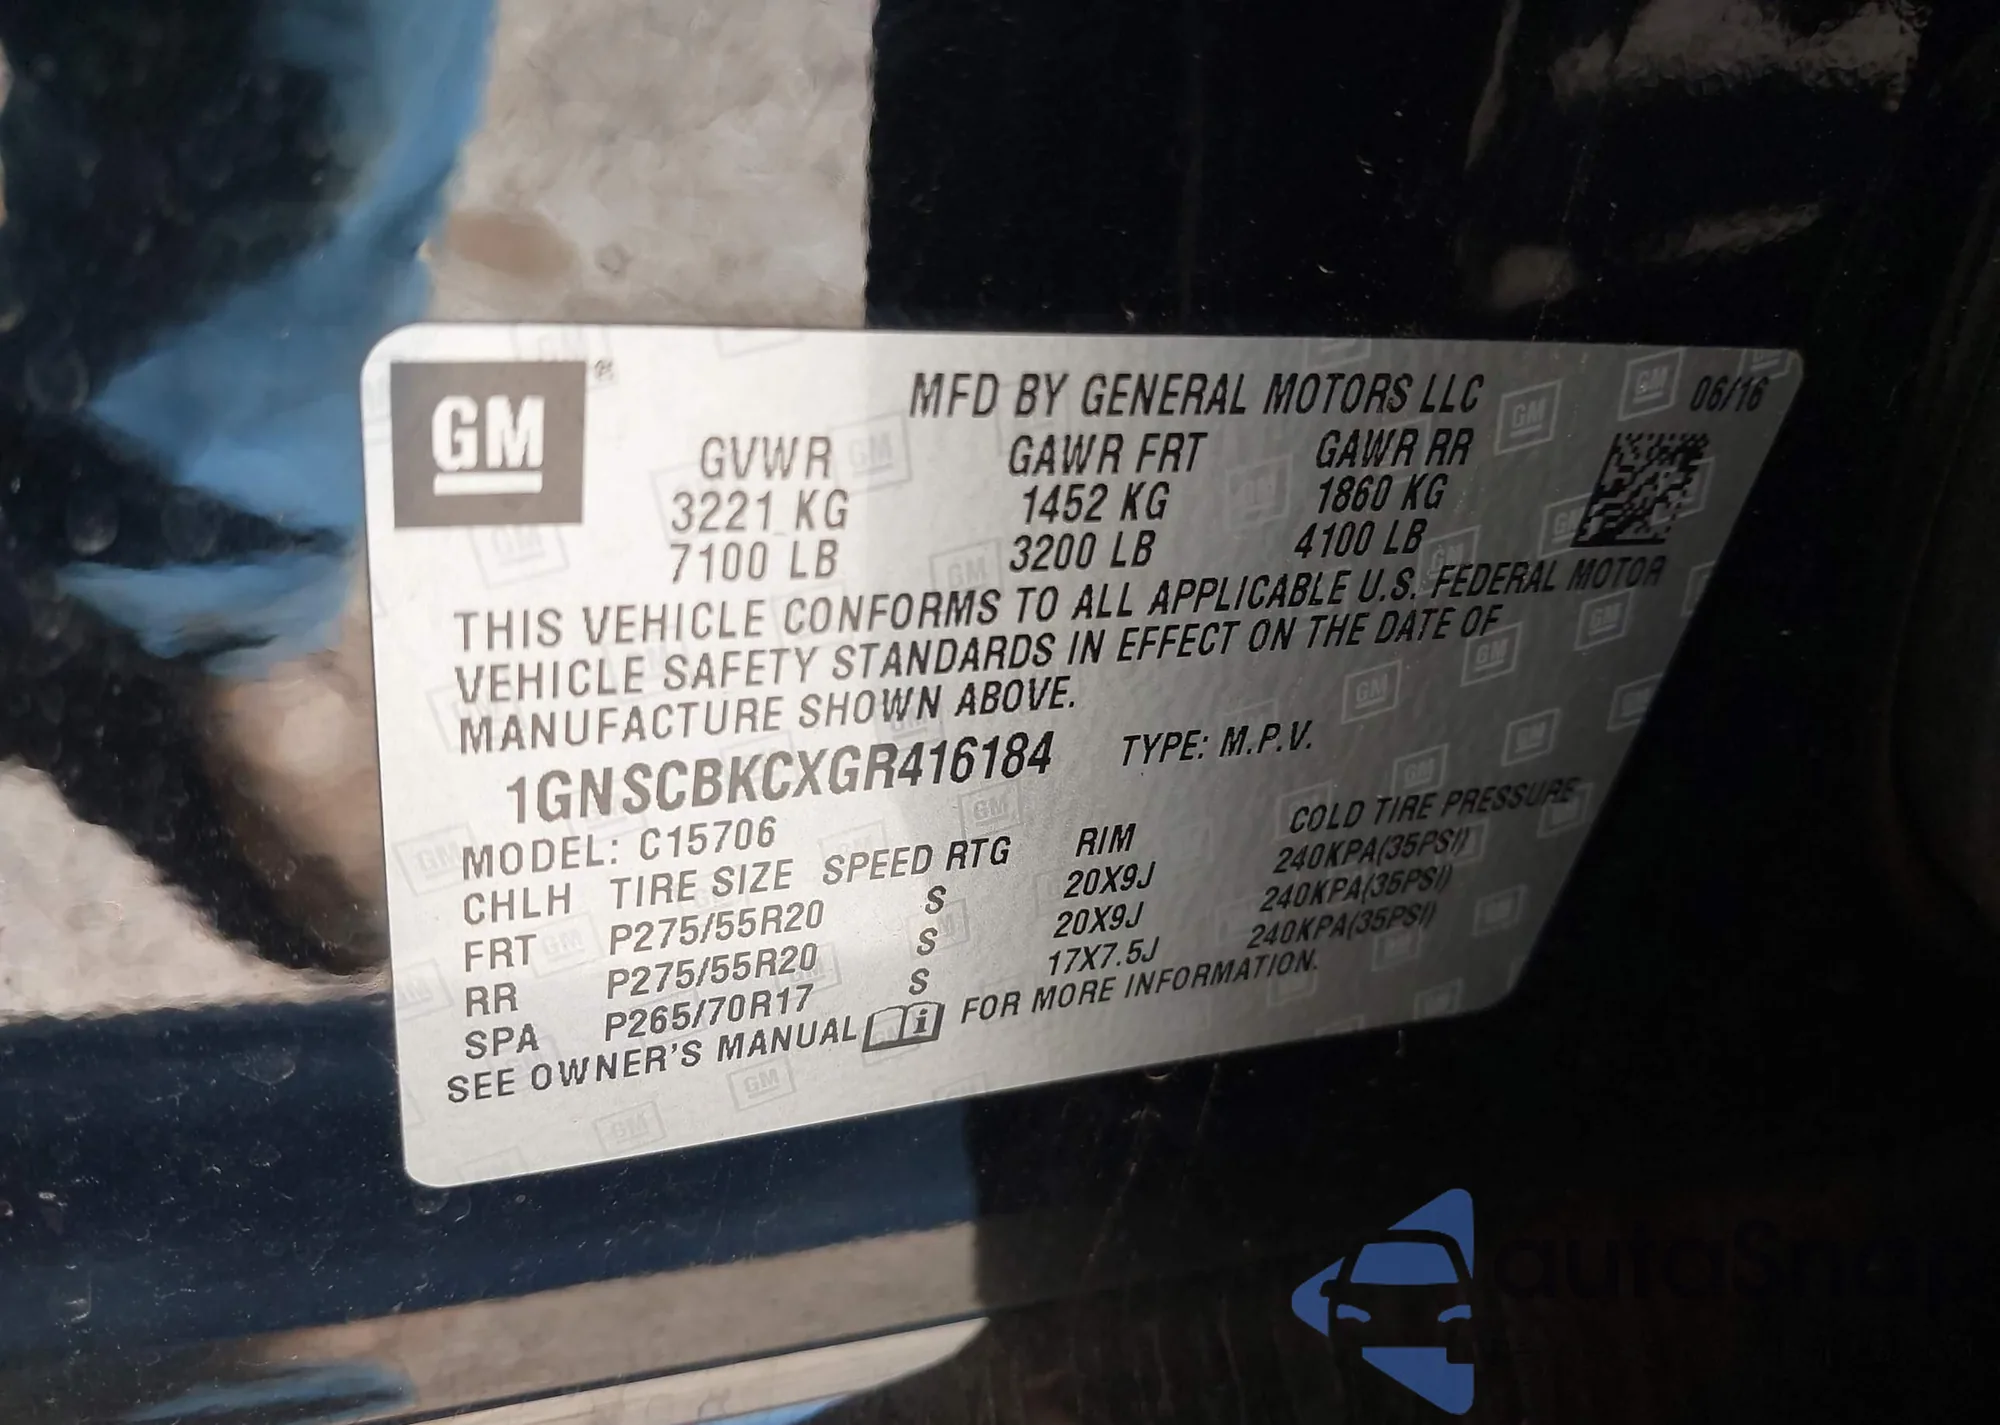 GM ®
MFD BY GENERAL MOTORS LLC 06/16
GVWR GAWR FRT GAWR RR
3221 KG 1452 KG 1860 KG
7100 LB 3200 LB 4100 LB
THIS VEHICLE CONFORMS TO ALL APPLICABLE U.S. FEDERAL MOTOR
VEHICLE SAFETY STANDARDS IN EFFECT ON THE DATE OF
MANUFACTURE SHOWN ABOVE.
1GNSCBKCXGR416184 TYPE: M.P.V.
MODEL: C15706
CHLH TIRE SIZE SPEED RTG RIM COLD TIRE PRESSURE
FRT P275/55R20 S 20X9J 240KPA(35PSI)
RR P275/55R20 S 20X9J 240KPA(35PSI)
SPA P265/70R17 S 17X7.5J 240KPA(35PSI)
SEE OWNER'S MANUAL FOR MORE INFORMATION.
autoSnap